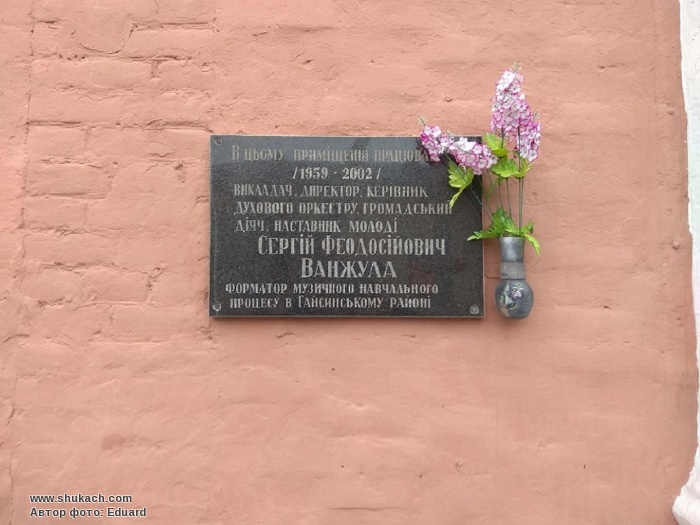 В цьому приміщенні працював
/1959 - 2002/
викладач, директор, керівник
духового оркестру, громадський
діяч, наставник молоді
Сергій Феодосійович
Ванжула
форматор музичного навчального
процесу в Гайсинському районі
www.shukach.com
Автор фото: Eduard